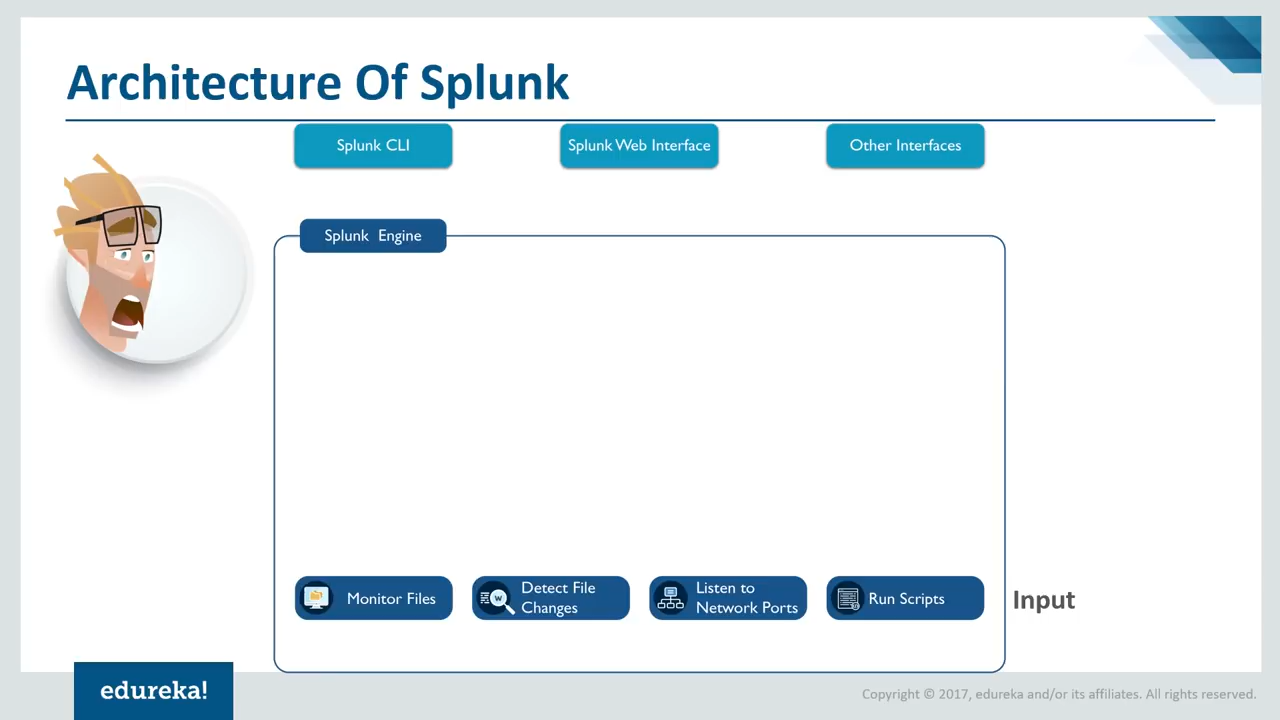 Architecture Of Splunk
Splunk CLI
Splunk Web Interface
Other Interfaces
Splunk Engine
Monitor Files
Detect File
Changes
Listen to
Network Ports
Run Scripts
Input
edureka!
Copyright © 2017, edureka and/or its affiliates. All rights reserved.